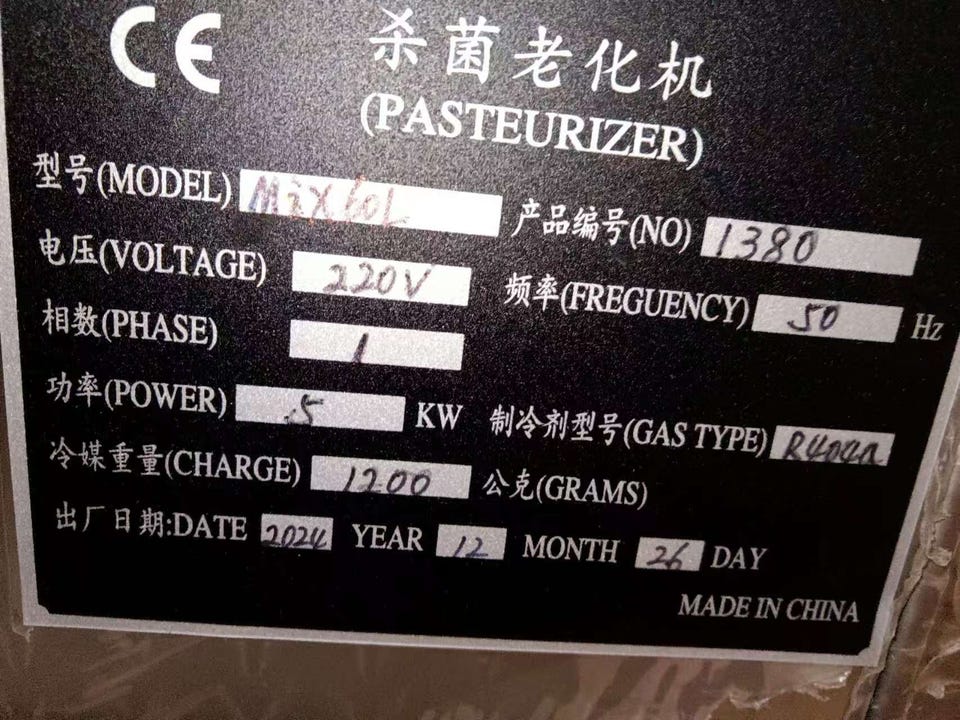 CE
杀菌老化机
(PASTEURIZER)
型号(MODEL) MiX60L 产品编号(NO) 1380
电压(VOLTAGE) 220V 频率(FREGUENCY) 50 Hz
相数(PHASE) 1
功率(POWER) .5 KW 制冷剂型号(GAS TYPE) R404a
冷媒重量(CHARGE) 1200 公克(GRAMS)
出厂日期:DATE 2024 YEAR 12 MONTH 26 DAY
MADE IN CHINA